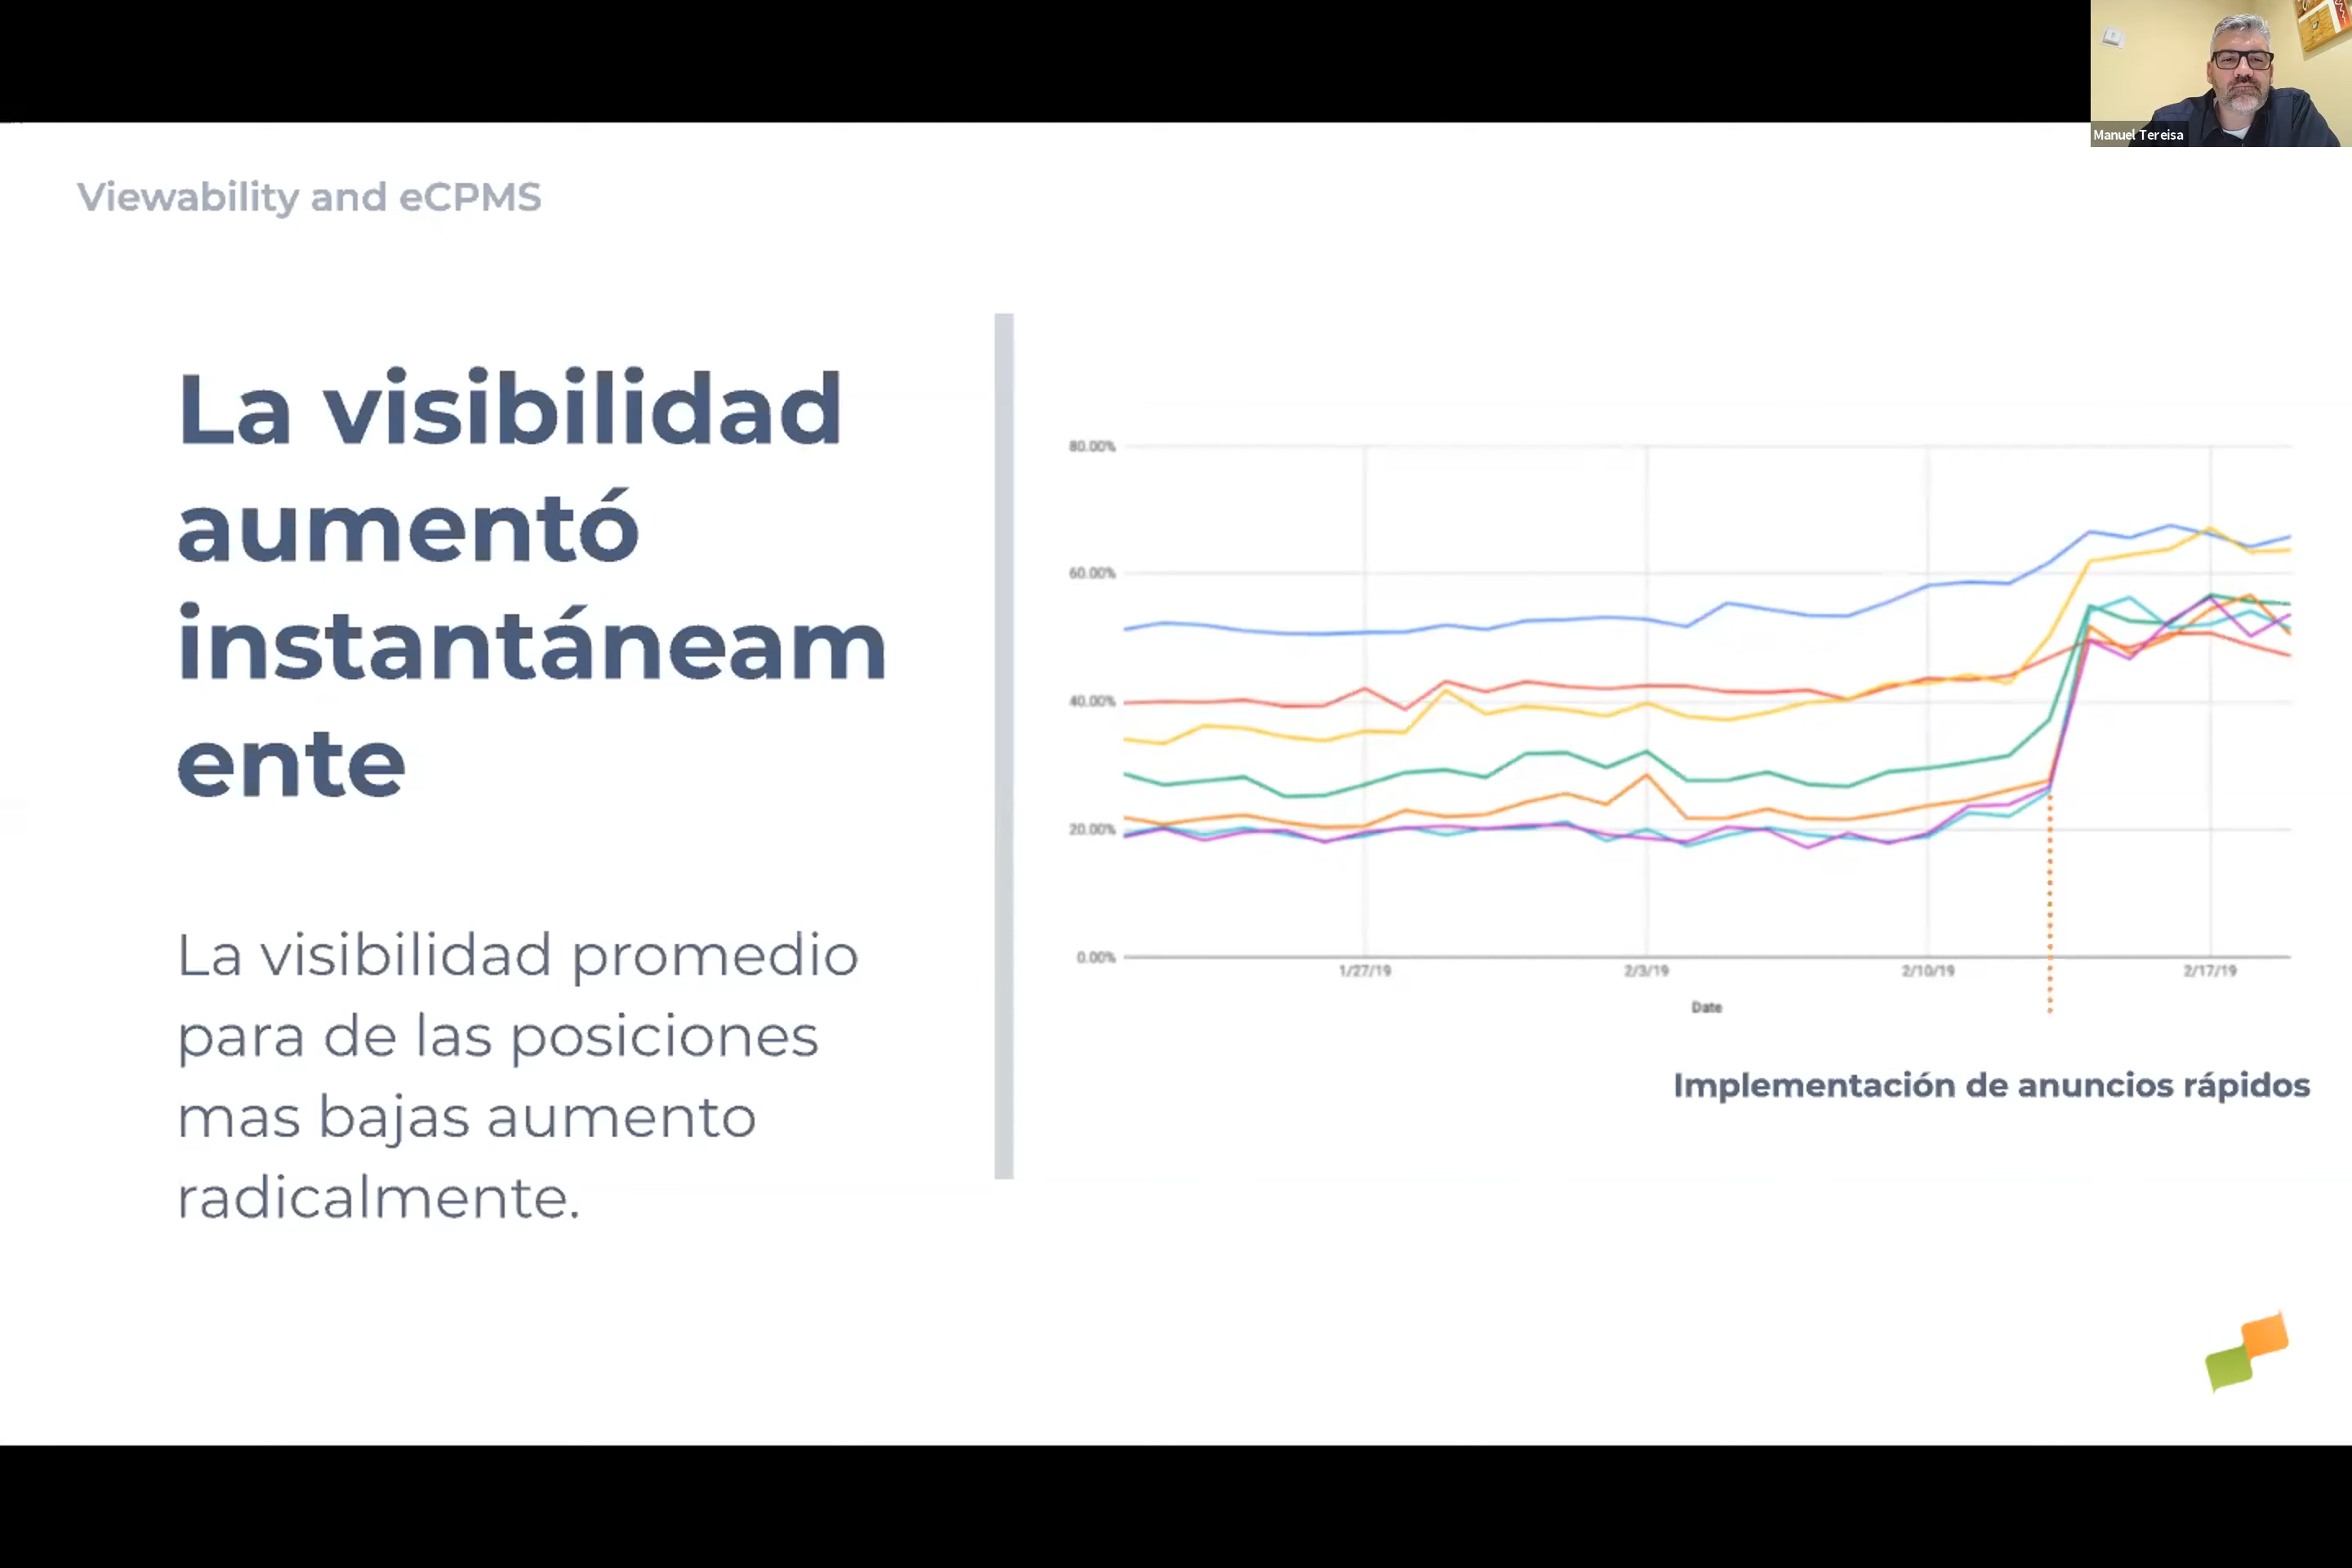 Manuel Tereisa
Viewability and eCPMS
La visibilidad
aumentó
instantáneam
ente
La visibilidad promedio
para de las posiciones
mas bajas aumento
radicalmente.
80.00%
60.00%
40.00%
20.00%
0.00%
1/27/19
2/3/19
2/10/19
2/17/19
Date
Implementación de anuncios rápidos